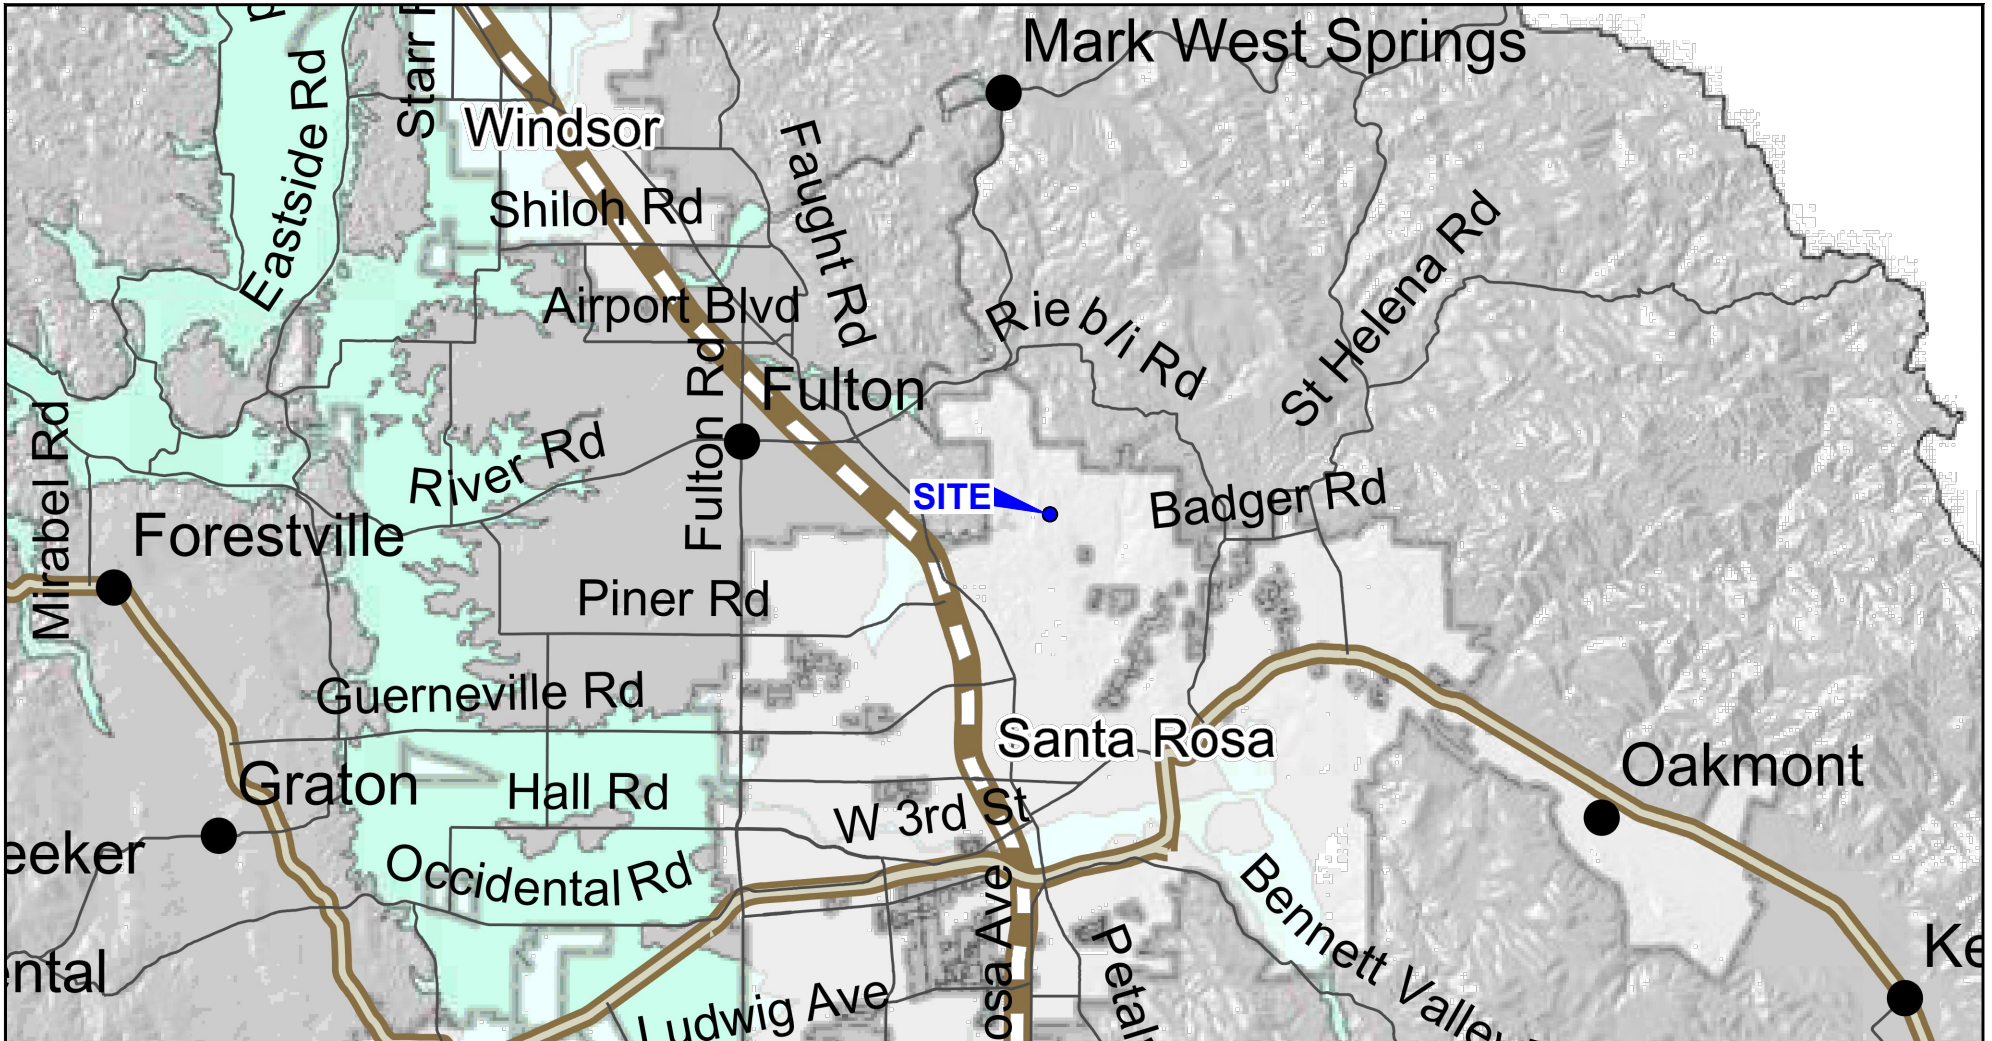 Mark West Springs
Starr
Eastside Rd
Windsor
Faught Rd
Shiloh Rd
St Helena Rd
Airport Blvd
Riebli Rd
Fulton Rd
Fulton
Mirabel Rd
River Rd
SITE
Badger Rd
Forestville
Piner Rd
Guerneville Rd
Santa Rosa
Oakmont
Graton
Hall Rd
W 3rd St
eeker
Occidental Rd
Bennett Valley
osa Ave
Petal
Ke
ental
Ludwig Ave